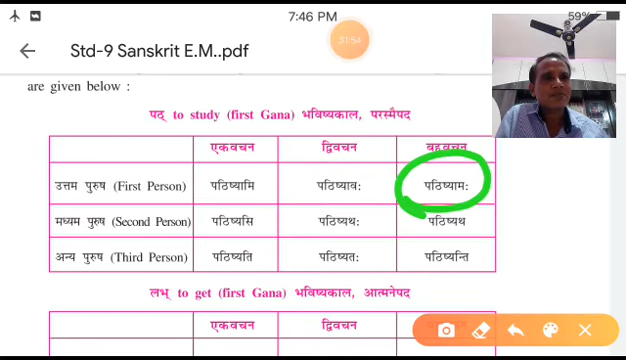 7:46 PM 59%
31:54
Std-9 Sanskrit E.M..pdf
are given below :
पठ् to study (first Gana) भविष्यकाल, परस्मैपद
एकवचन द्विवचन बहुवचन
उत्तम पुरुष (First Person) पठिष्यामि पठिष्यावः पठिष्यामः
मध्यम पुरुष (Second Person) पठिष्यसि पठिष्यथः पठिष्यथ
अन्य पुरुष (Third Person) पठिष्यति पठिष्यतः पठिष्यन्ति
लभ् to get (first Gana) भविष्यकाल, आत्मनेपद
एकवचन द्विवचन